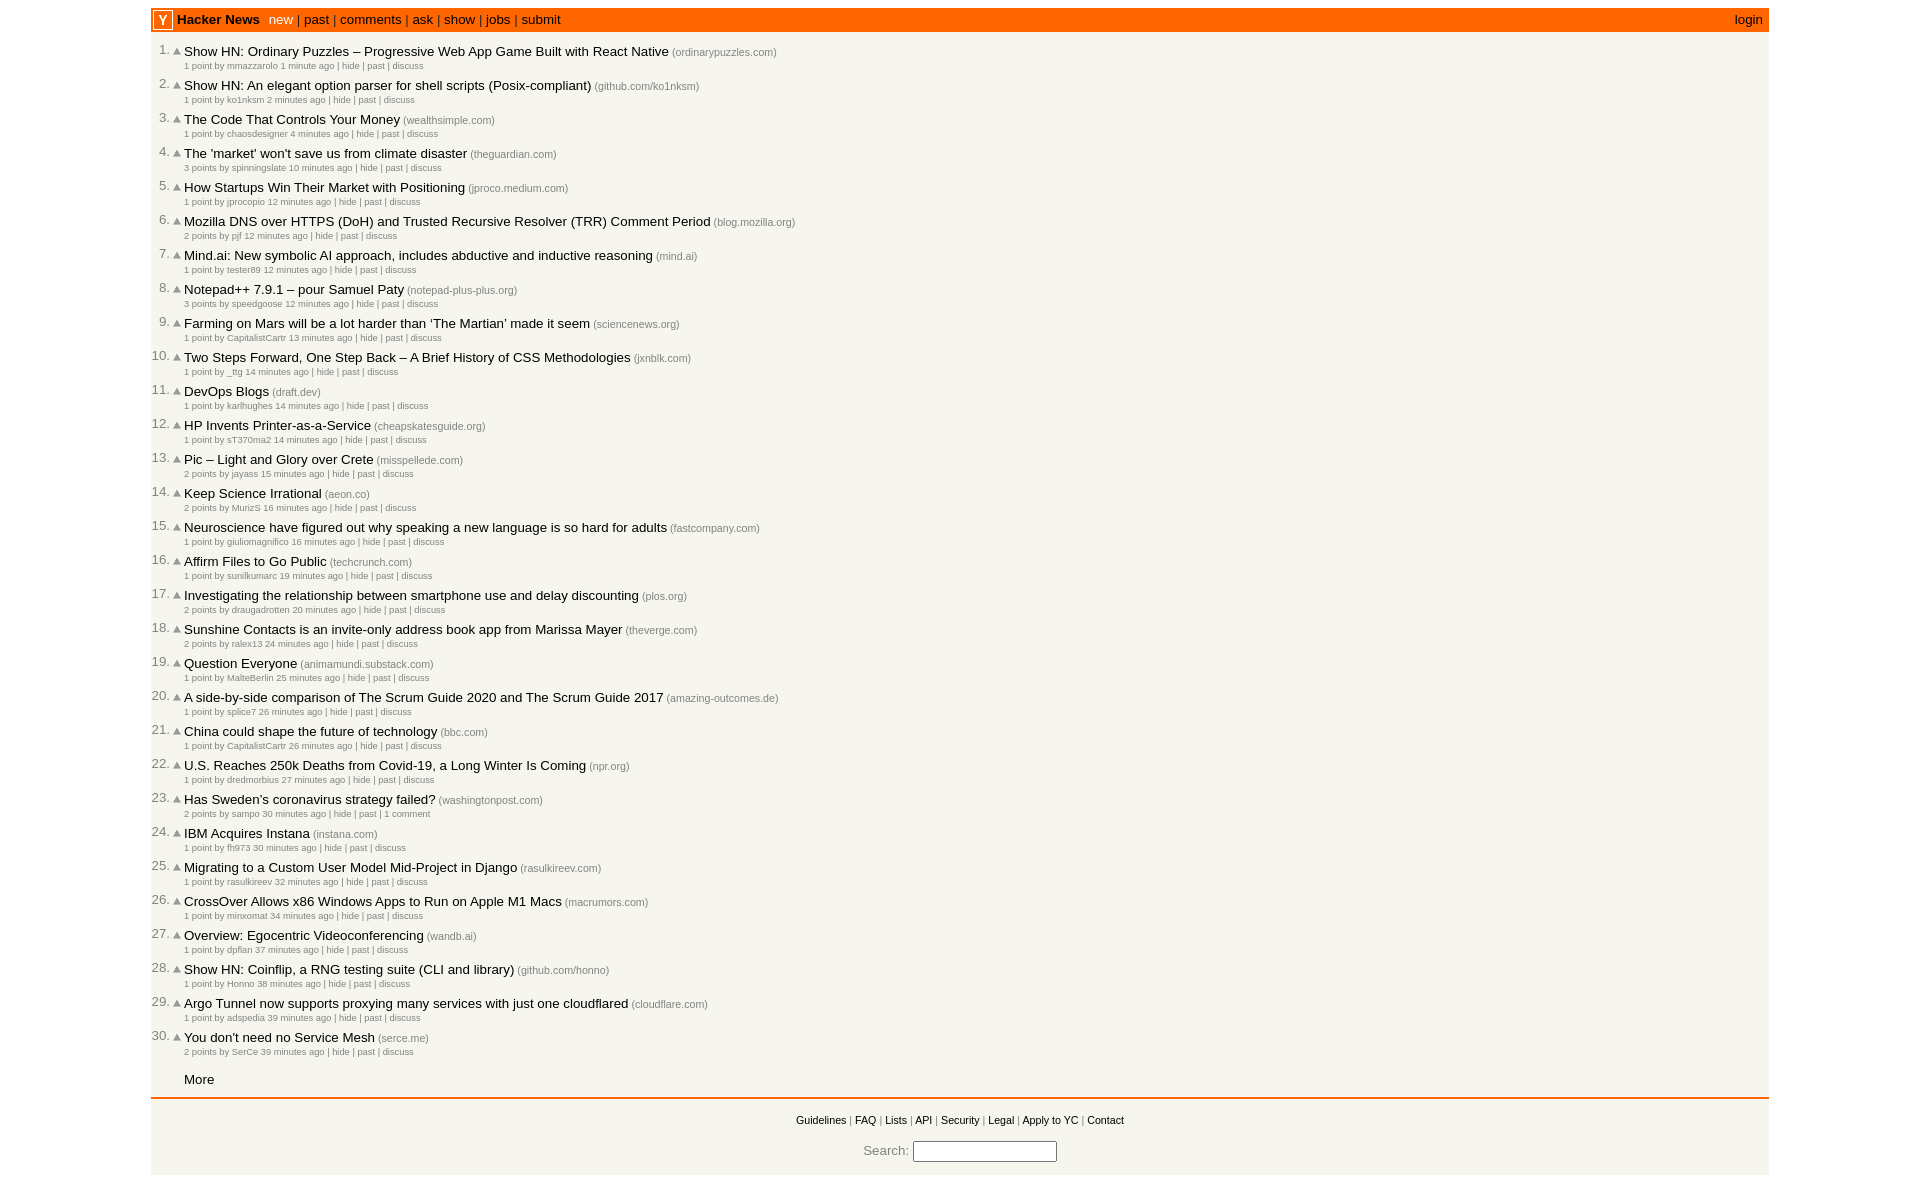 Y Hacker News new | past | comments | ask | show | jobs | submit login
1. Show HN: Ordinary Puzzles – Progressive Web App Game Built with React Native (ordinarypuzzles.com)
1 point by mmazzarolo 1 minute ago | hide | past | discuss
2. Show HN: An elegant option parser for shell scripts (Posix-compliant) (github.com/ko1nksm)
1 point by ko1nksm 2 minutes ago | hide | past | discuss
3. The Code That Controls Your Money (wealthsimple.com)
1 point by chaosdesigner 4 minutes ago | hide | past | discuss
4. The 'market' won't save us from climate disaster (theguardian.com)
3 points by spinningslate 10 minutes ago | hide | past | discuss
5. How Startups Win Their Market with Positioning (jproco.medium.com)
1 point by jprocopio 12 minutes ago | hide | past | discuss
6. Mozilla DNS over HTTPS (DoH) and Trusted Recursive Resolver (TRR) Comment Period (blog.mozilla.org)
2 points by pjf 12 minutes ago | hide | past | discuss
7. Mind.ai: New symbolic AI approach, includes abductive and inductive reasoning (mind.ai)
1 point by tester89 12 minutes ago | hide | past | discuss
8. Notepad++ 7.9.1 – pour Samuel Paty (notepad-plus-plus.org)
3 points by speedgoose 12 minutes ago | hide | past | discuss
9. Farming on Mars will be a lot harder than ‘The Martian’ made it seem (sciencenews.org)
1 point by CapitalistCartr 13 minutes ago | hide | past | discuss
10. Two Steps Forward, One Step Back – A Brief History of CSS Methodologies (jxnblk.com)
1 point by _ttg 14 minutes ago | hide | past | discuss
11. DevOps Blogs (draft.dev)
1 point by karlhughes 14 minutes ago | hide | past | discuss
12. HP Invents Printer-as-a-Service (cheapskatesguide.org)
1 point by sT370ma2 14 minutes ago | hide | past | discuss
13. Pic – Light and Glory over Crete (misspellede.com)
2 points by jayass 15 minutes ago | hide | past | discuss
14. Keep Science Irrational (aeon.co)
2 points by MurizS 16 minutes ago | hide | past | discuss
15. Neuroscience have figured out why speaking a new language is so hard for adults (fastcompany.com)
1 point by giuliomagnifico 16 minutes ago | hide | past | discuss
16. Affirm Files to Go Public (techcrunch.com)
1 point by sunilkumarc 19 minutes ago | hide | past | discuss
17. Investigating the relationship between smartphone use and delay discounting (plos.org)
2 points by draugadrotten 20 minutes ago | hide | past | discuss
18. Sunshine Contacts is an invite-only address book app from Marissa Mayer (theverge.com)
2 points by ralex13 24 minutes ago | hide | past | discuss
19. Question Everyone (animamundi.substack.com)
1 point by MalteBerlin 25 minutes ago | hide | past | discuss
20. A side-by-side comparison of The Scrum Guide 2020 and The Scrum Guide 2017 (amazing-outcomes.de)
1 point by splice7 26 minutes ago | hide | past | discuss
21. China could shape the future of technology (bbc.com)
1 point by CapitalistCartr 26 minutes ago | hide | past | discuss
22. U.S. Reaches 250k Deaths from Covid-19, a Long Winter Is Coming (npr.org)
1 point by dredmorbius 27 minutes ago | hide | past | discuss
23. Has Sweden’s coronavirus strategy failed? (washingtonpost.com)
2 points by sampo 30 minutes ago | hide | past | 1 comment
24. IBM Acquires Instana (instana.com)
1 point by fh973 30 minutes ago | hide | past | discuss
25. Migrating to a Custom User Model Mid-Project in Django (rasulkireev.com)
1 point by rasulkireev 32 minutes ago | hide | past | discuss
26. CrossOver Allows x86 Windows Apps to Run on Apple M1 Macs (macrumors.com)
1 point by minxomat 34 minutes ago | hide | past | discuss
27. Overview: Egocentric Videoconferencing (wandb.ai)
1 point by dpflan 37 minutes ago | hide | past | discuss
28. Show HN: Coinflip, a RNG testing suite (CLI and library) (github.com/honno)
1 point by Honno 38 minutes ago | hide | past | discuss
29. Argo Tunnel now supports proxying many services with just one cloudflared (cloudflare.com)
1 point by adspedia 39 minutes ago | hide | past | discuss
30. You don't need no Service Mesh (serce.me)
2 points by SerCe 39 minutes ago | hide | past | discuss
More
Guidelines | FAQ | Lists | API | Security | Legal | Apply to YC | Contact
Search: